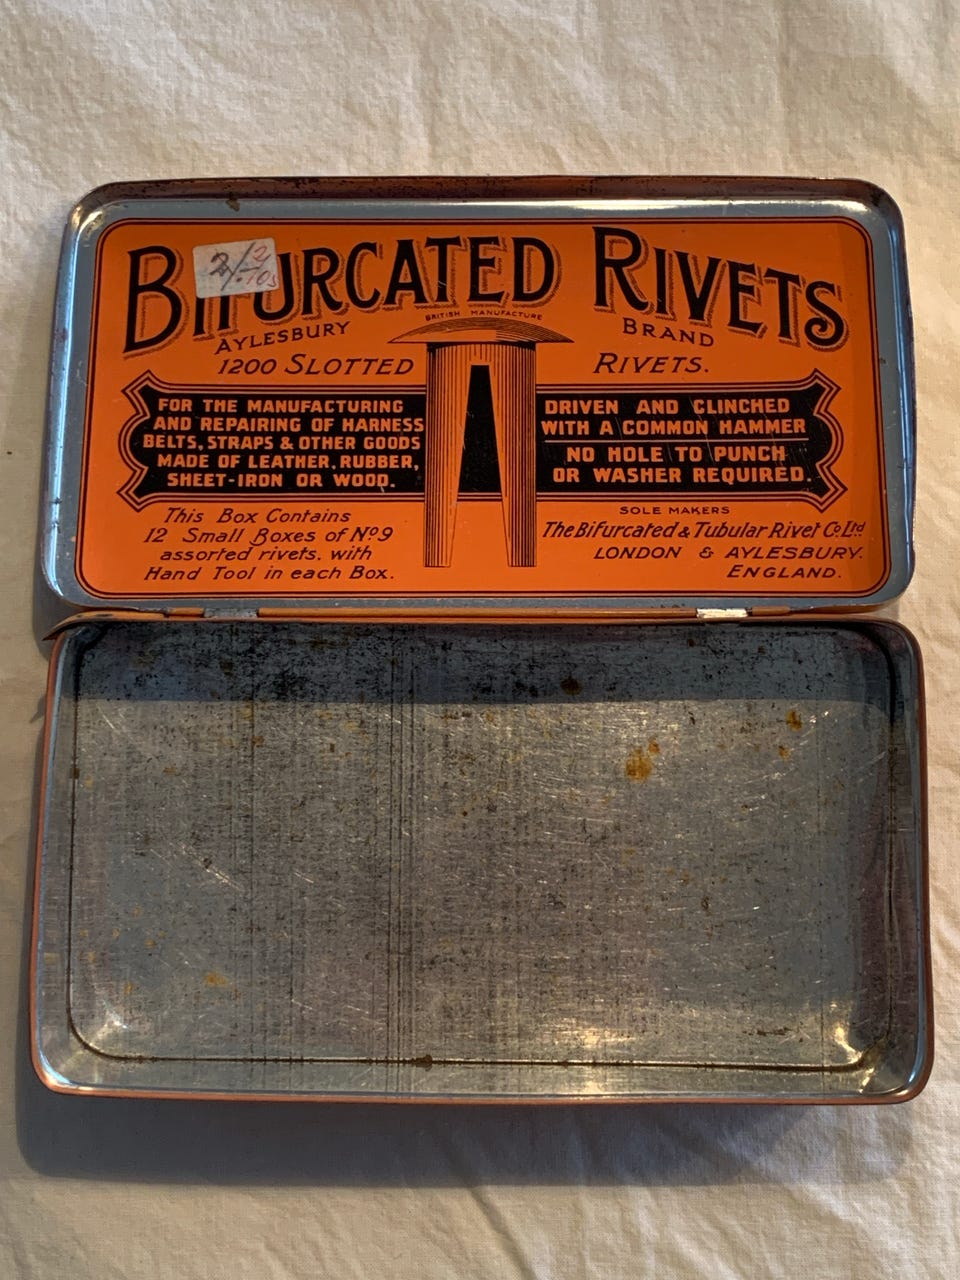 BIFURCATED RIVETS
2/2
.10s
BRITISH MANUFACTURE
AYLESBURY BRAND
1200 SLOTTED RIVETS.
FOR THE MANUFACTURING
AND REPAIRING OF HARNESS
BELTS, STRAPS & OTHER GOODS
MADE OF LEATHER, RUBBER,
SHEET-IRON OR WOOD.
DRIVEN AND CLINCHED
WITH A COMMON HAMMER
NO HOLE TO PUNCH
OR WASHER REQUIRED.
This Box Contains
12 Small Boxes of Nº9
assorted rivets, with
Hand Tool in each Box.
SOLE MAKERS
The Bifurcated & Tubular Rivet Co. Ltd
LONDON & AYLESBURY.
ENGLAND.